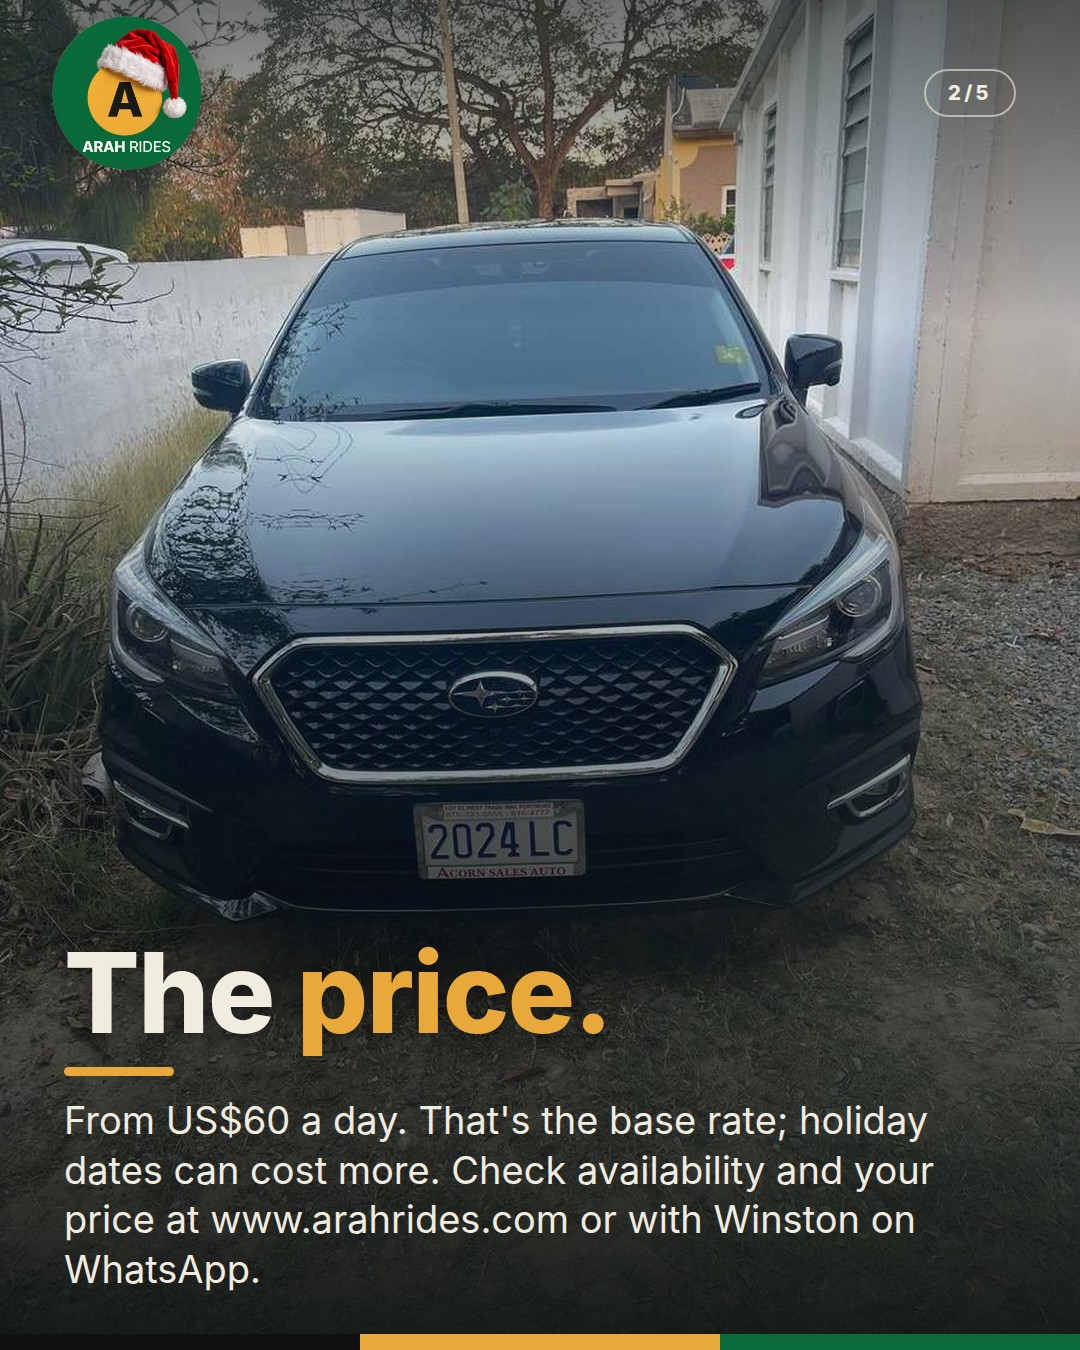 A
ARAH RIDES
2/5
2024 LC
ACORN SALES AUTO
The price.
From US$60 a day. That's the base rate; holiday
dates can cost more. Check availability and your
price at www.arahrides.com or with Winston on
WhatsApp.